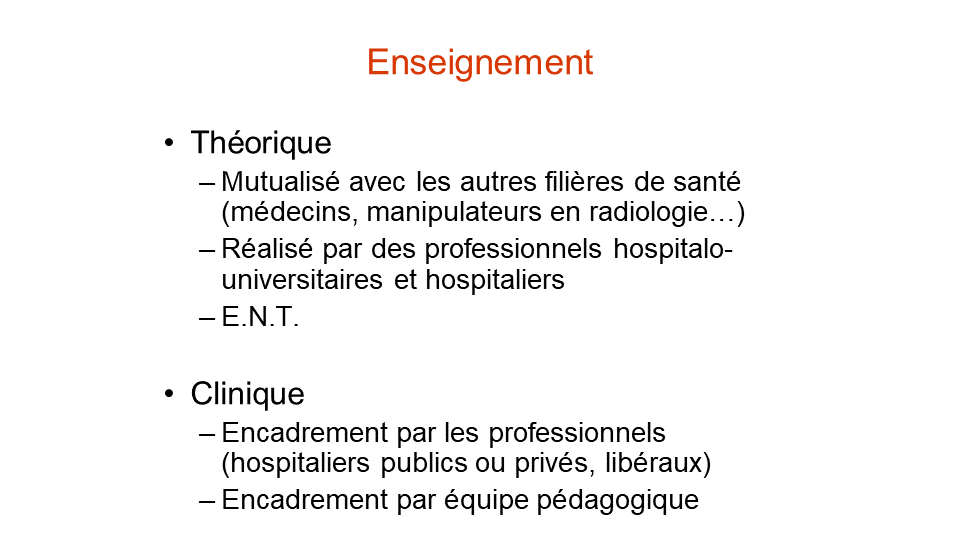 Enseignement
• Théorique
– Mutualisé avec les autres filières de santé
(médecins, manipulateurs en radiologie…)
– Réalisé par des professionnels hospitalo-
universitaires et hospitaliers
– E.N.T.
• Clinique
– Encadrement par les professionnels
(hospitaliers publics ou privés, libéraux)
– Encadrement par équipe pédagogique